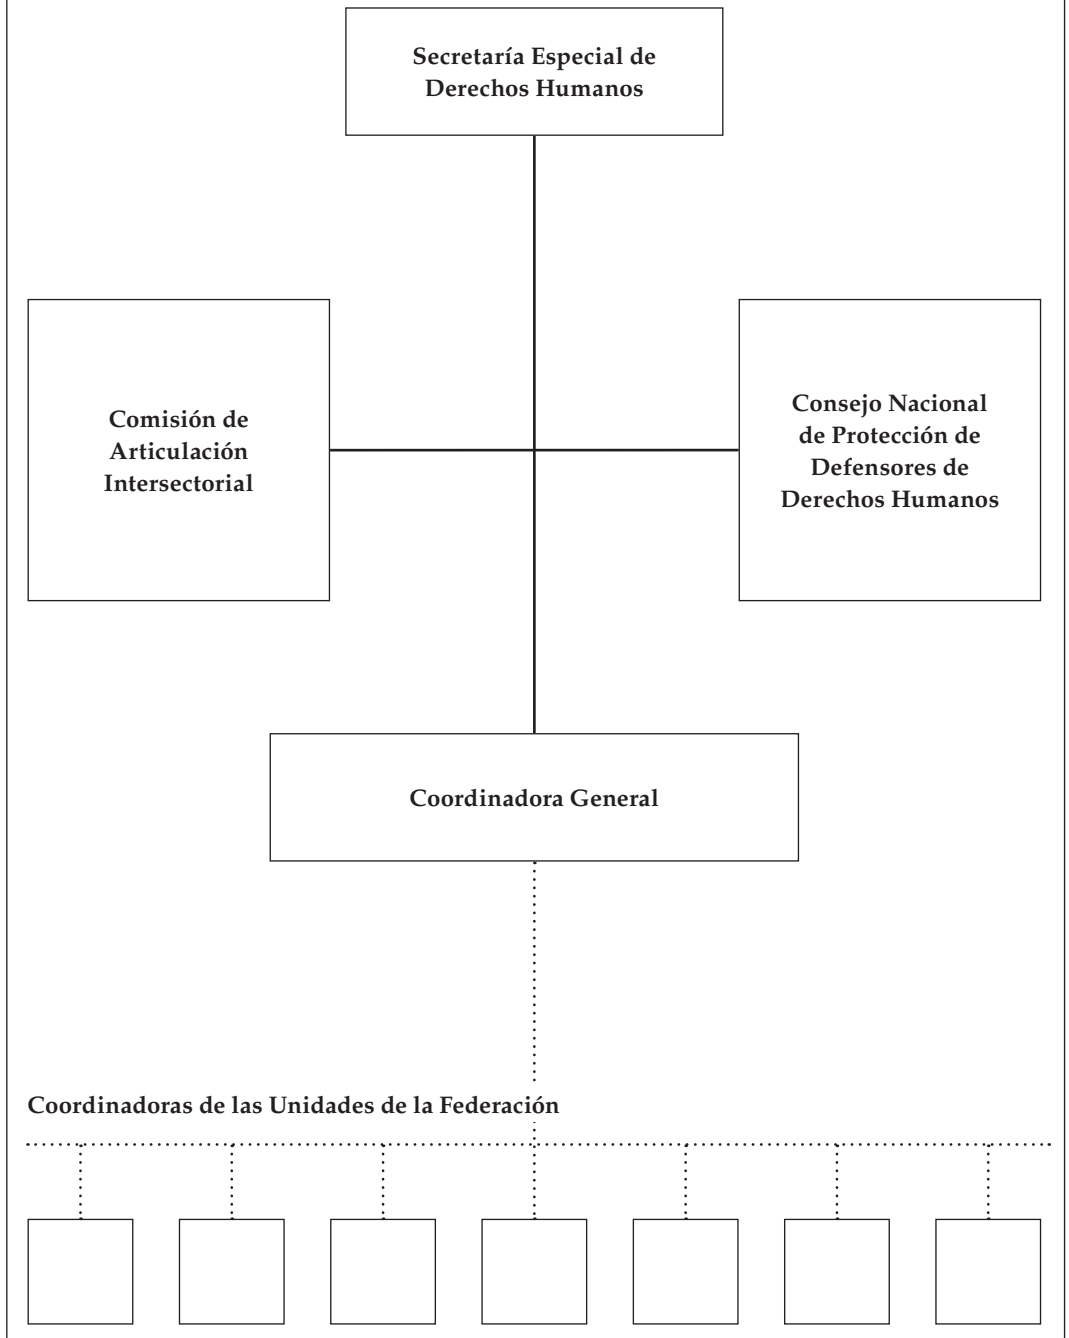 Secretaría Especial de
Derechos Humanos
Comisión de
Articulación
Intersectorial
Consejo Nacional
de Protección de
Defensores de
Derechos Humanos
Coordinadora General
Coordinadoras de las Unidades de la Federación